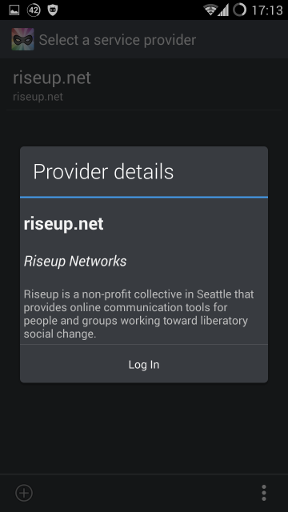 42
17:13
Select a service provider
riseup.net
riseup.net
Provider details
riseup.net
Riseup Networks
Riseup is a non-profit collective in Seattle that
provides online communication tools for
people and groups working toward liberatory
social change.
Log In